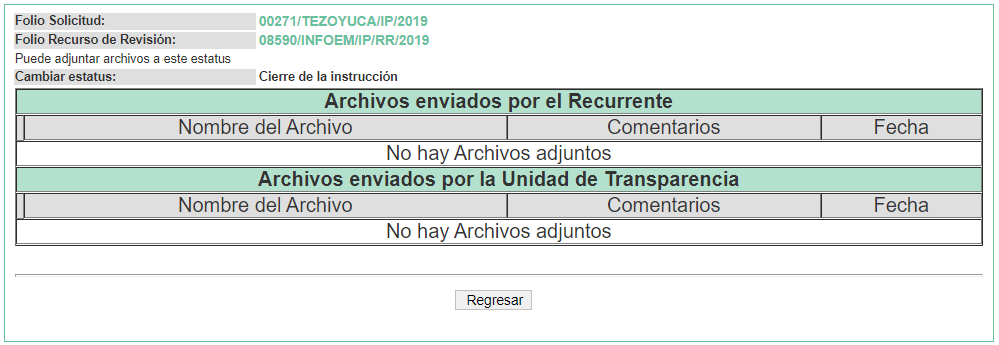 Folio Solicitud: 00271/TEZOYUCA/IP/2019
Folio Recurso de Revisión: 08590/INFOEM/IP/RR/2019
Puede adjuntar archivos a este estatus
Cambiar estatus: Cierre de la instrucción
Archivos enviados por el Recurrente
Nombre del Archivo Comentarios Fecha
No hay Archivos adjuntos
Archivos enviados por la Unidad de Transparencia
Nombre del Archivo Comentarios Fecha
No hay Archivos adjuntos
Regresar